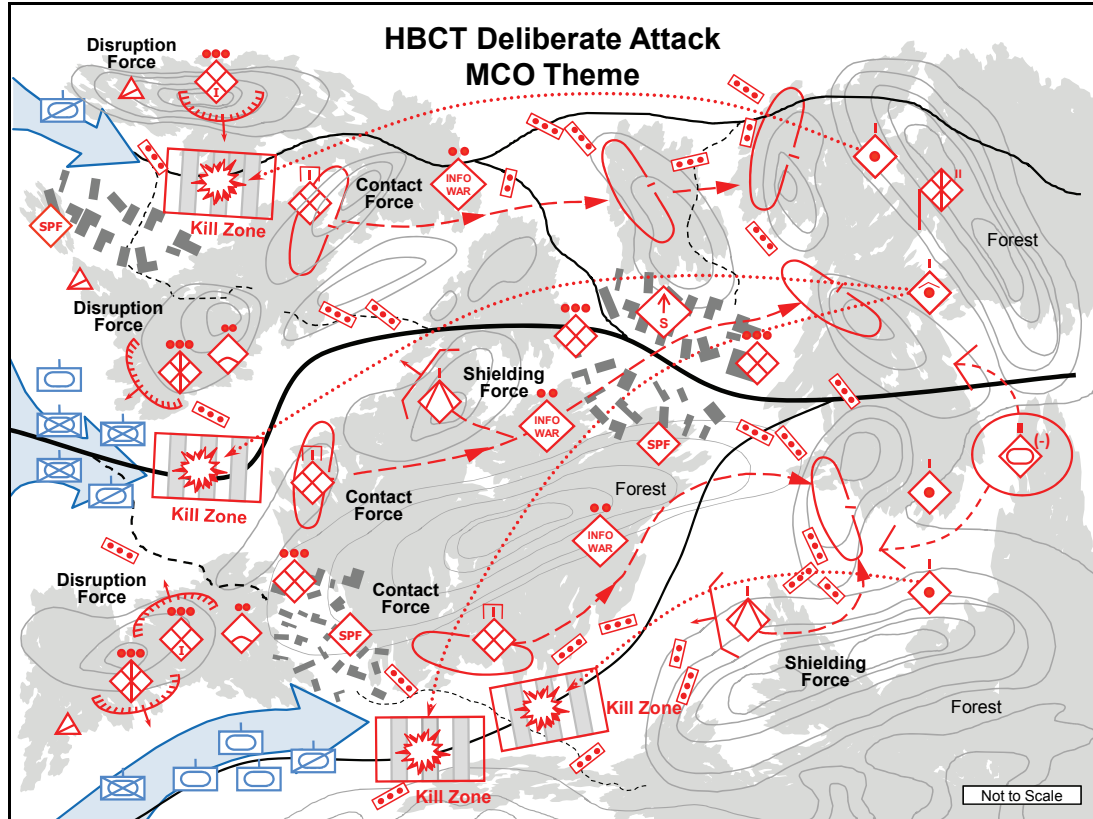 HBCT Deliberate Attack
MCO Theme
Disruption
Force
I
Kill Zone
SPF
Contact
Force
INFO
WAR
I
I
II
Forest
Disruption
Force
S
I
Shielding
Force
I
INFO
WAR
SPF
(-)
Kill Zone
I
Contact
Force
Forest
INFO
WAR
I
Disruption
Force
I
Contact
Force
SPF
I
I
I
Shielding
Force
Kill Zone
Forest
Kill Zone
Not to Scale